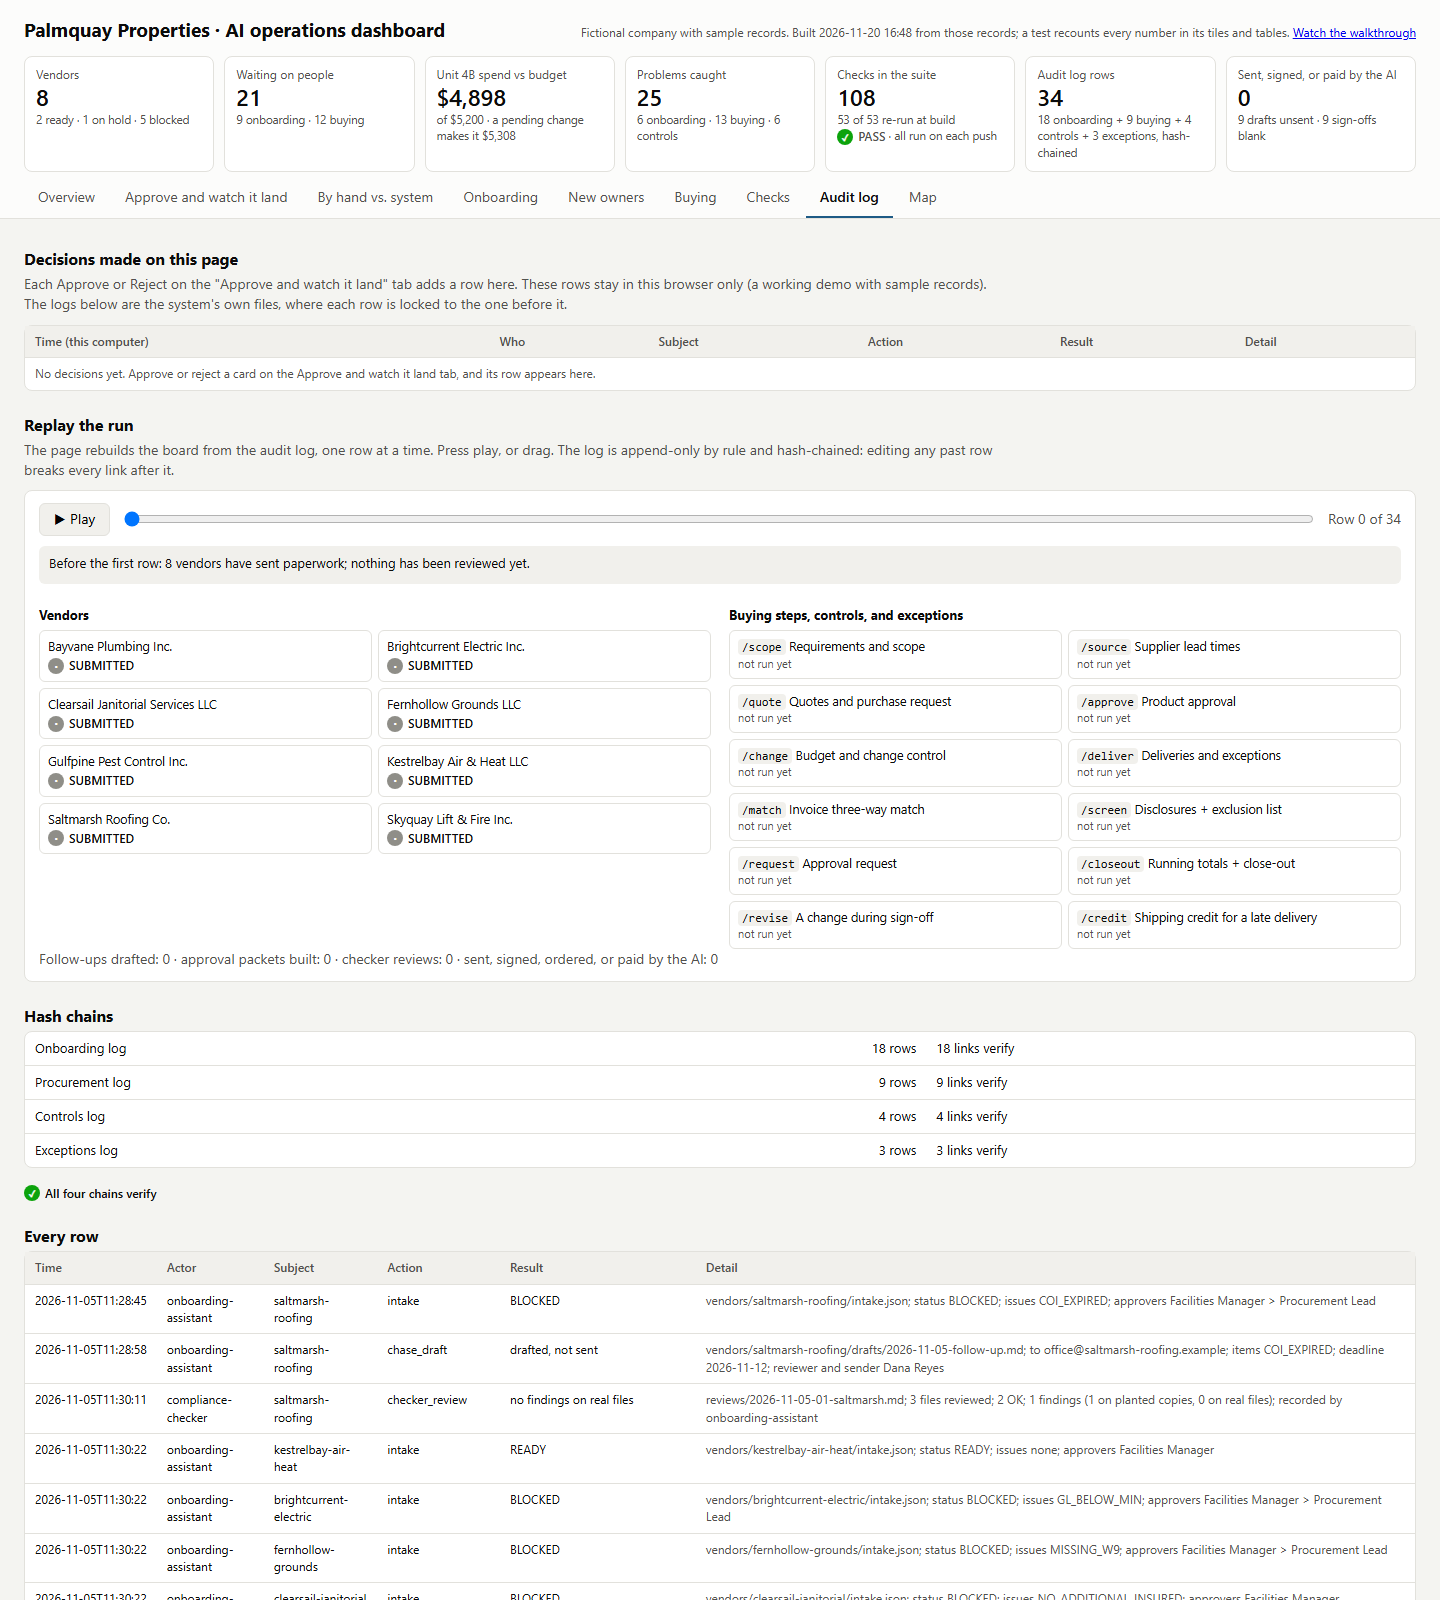 Palmquay Properties · AI operations dashboard
Fictional company with sample records. Built 2026-11-20 16:48 from those records; a test recounts every number in its tiles and tables. Watch the walkthrough
Vendors
8
2 ready · 1 on hold · 5 blocked
Waiting on people
21
9 onboarding · 12 buying
Unit 4B spend vs budget
$4,898
of $5,200 · a pending change
makes it $5,308
Problems caught
25
6 onboarding · 13 buying · 6
controls
Checks in the suite
108
53 of 53 re-run at build
PASS · all run on each push
Audit log rows
34
18 onboarding + 9 buying + 4
controls + 3 exceptions, hash-
chained
Sent, signed, or paid by the AI
0
9 drafts unsent · 9 sign-offs
blank
Overview Approve and watch it land By hand vs. system Onboarding New owners Buying Checks Audit log Map
Decisions made on this page
Each Approve or Reject on the "Approve and watch it land" tab adds a row here. These rows stay in this browser only (a working demo with sample records).
The logs below are the system's own files, where each row is locked to the one before it.
Time (this computer) Who Subject Action Result Detail
No decisions yet. Approve or reject a card on the Approve and watch it land tab, and its row appears here.
Replay the run
The page rebuilds the board from the audit log, one row at a time. Press play, or drag. The log is append-only by rule and hash-chained: editing any past row
breaks every link after it.
▶ Play Row 0 of 34
Before the first row: 8 vendors have sent paperwork; nothing has been reviewed yet.
Vendors
Bayvane Plumbing Inc.
SUBMITTED
Brightcurrent Electric Inc.
SUBMITTED
Clearsail Janitorial Services LLC
SUBMITTED
Fernhollow Grounds LLC
SUBMITTED
Gulfpine Pest Control Inc.
SUBMITTED
Kestrelbay Air & Heat LLC
SUBMITTED
Saltmarsh Roofing Co.
SUBMITTED
Skyquay Lift & Fire Inc.
SUBMITTED
Buying steps, controls, and exceptions
/scope Requirements and scope
not run yet
/source Supplier lead times
not run yet
/quote Quotes and purchase request
not run yet
/approve Product approval
not run yet
/change Budget and change control
not run yet
/deliver Deliveries and exceptions
not run yet
/match Invoice three-way match
not run yet
/screen Disclosures + exclusion list
not run yet
/request Approval request
not run yet
/closeout Running totals + close-out
not run yet
/revise A change during sign-off
not run yet
/credit Shipping credit for a late delivery
not run yet
Follow-ups drafted: 0 · approval packets built: 0 · checker reviews: 0 · sent, signed, ordered, or paid by the AI: 0
Hash chains
Onboarding log 18 rows 18 links verify
Procurement log 9 rows 9 links verify
Controls log 4 rows 4 links verify
Exceptions log 3 rows 3 links verify
All four chains verify
Every row
Time Actor Subject Action Result Detail
2026-11-05T11:28:45 onboarding- saltmarsh- intake BLOCKED vendors/saltmarsh-roofing/intake.json; status BLOCKED; issues COI_EXPIRED; approvers Facilities Manager > Procurement Lead
assistant roofing
2026-11-05T11:28:58 onboarding- saltmarsh- chase_draft drafted, not sent vendors/saltmarsh-roofing/drafts/2026-11-05-follow-up.md; to office@saltmarsh-roofing.example; items COI_EXPIRED; deadline
assistant roofing 2026-11-12; reviewer and sender Dana Reyes
2026-11-05T11:30:11 compliance- saltmarsh- checker_review no findings on real files reviews/2026-11-05-01-saltmarsh.md; 3 files reviewed; 2 OK; 1 findings (1 on planted copies, 0 on real files); recorded by
checker roofing onboarding-assistant
2026-11-05T11:30:22 onboarding- kestrelbay-air- intake READY vendors/kestrelbay-air-heat/intake.json; status READY; issues none; approvers Facilities Manager
assistant heat
2026-11-05T11:30:22 onboarding- brightcurrent- intake BLOCKED vendors/brightcurrent-electric/intake.json; status BLOCKED; issues GL_BELOW_MIN; approvers Facilities Manager > Procurement
assistant electric Lead
2026-11-05T11:30:22 onboarding- fernhollow- intake BLOCKED vendors/fernhollow-grounds/intake.json; status BLOCKED; issues MISSING_W9; approvers Facilities Manager > Procurement Lead
assistant grounds
2026-11-05T11:30:22 onboarding- clearsail-janitorial intake BLOCKED vendors/clearsail-janitorial/intake.json; status BLOCKED; issues NO_ADDITIONAL_INSURED; approvers Facilities Manager